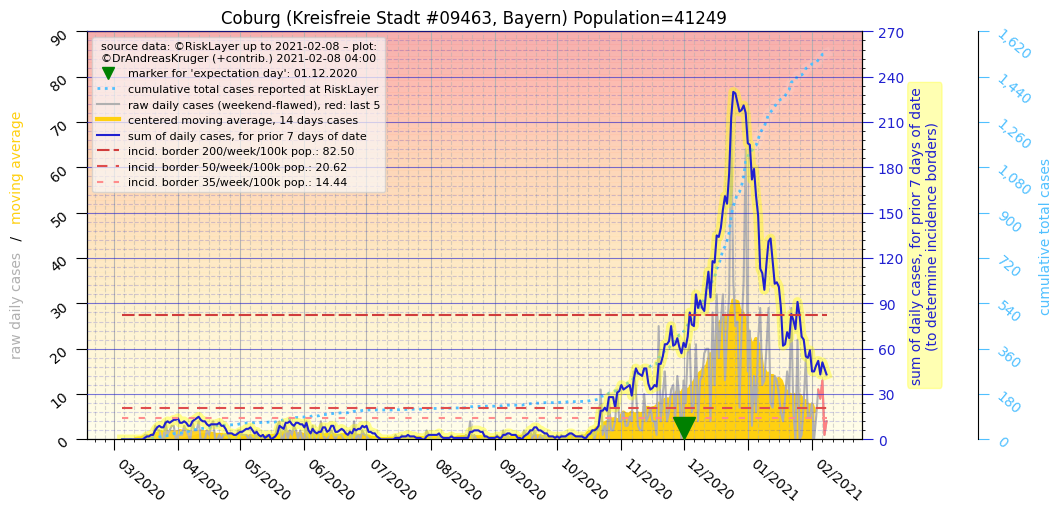 Coburg (Kreisfreie Stadt #09463, Bayern) Population=41249
source data: ©RiskLayer up to 2021-02-08 – plot:
©DrAndreasKruger (+contrib.) 2021-02-08 04:00
marker for 'expectation day': 01.12.2020
cumulative total cases reported at RiskLayer
raw daily cases (weekend-flawed), red: last 5
centered moving average, 14 days cases
sum of daily cases, for prior 7 days of date
incid. border 200/week/100k pop.: 82.50
incid. border 50/week/100k pop.: 20.62
incid. border 35/week/100k pop.: 14.44
raw daily cases / moving average
90
80
70
60
50
40
30
20
10
0
03/2020
04/2020
05/2020
06/2020
07/2020
08/2020
09/2020
10/2020
11/2020
12/2020
01/2021
02/2021
270
240
210
180
150
120
90
60
30
0
sum of daily cases, for prior 7 days of date
(to determine incidence borders)
1,620
1,440
1,260
1,080
900
720
540
360
180
0
cumulative total cases